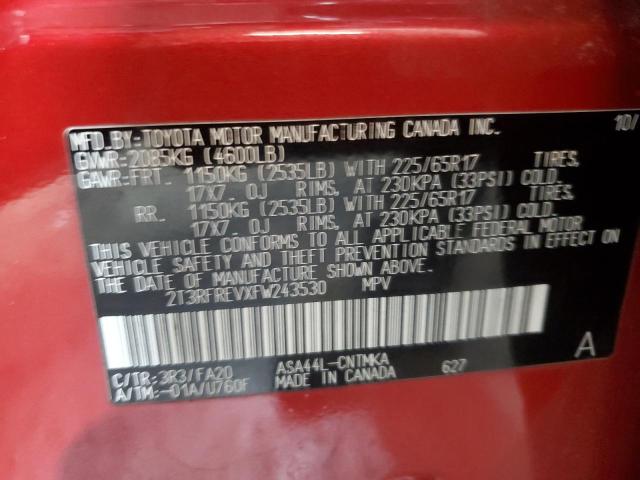 MFD.BY:TOYOTA MOTOR MANUFACTURING CANADA INC. 10/
GVWR:2085KG (4600LB)
GAWR:FRT. 1150KG (2535LB) WITH 225/65R17 TIRES,
17X7.0J RIMS, AT 230KPA (33PSI) COLD.
RR. 1150KG (2535LB) WITH 225/65R17 TIRES,
17X7.0J RIMS, AT 230KPA (33PSI) COLD.
THIS VEHICLE CONFORMS TO ALL APPLICABLE FEDERAL MOTOR
VEHICLE SAFETY AND THEFT PREVENTION STANDARDS IN EFFECT ON
THE DATE OF MANUFACTURE SHOWN ABOVE.
2T3RFREVXFW243530 MPV
C/TR:3R3/FA20 ASA44L-CNTMKA 627 A
A/TM:-01A/U760F MADE IN CANADA